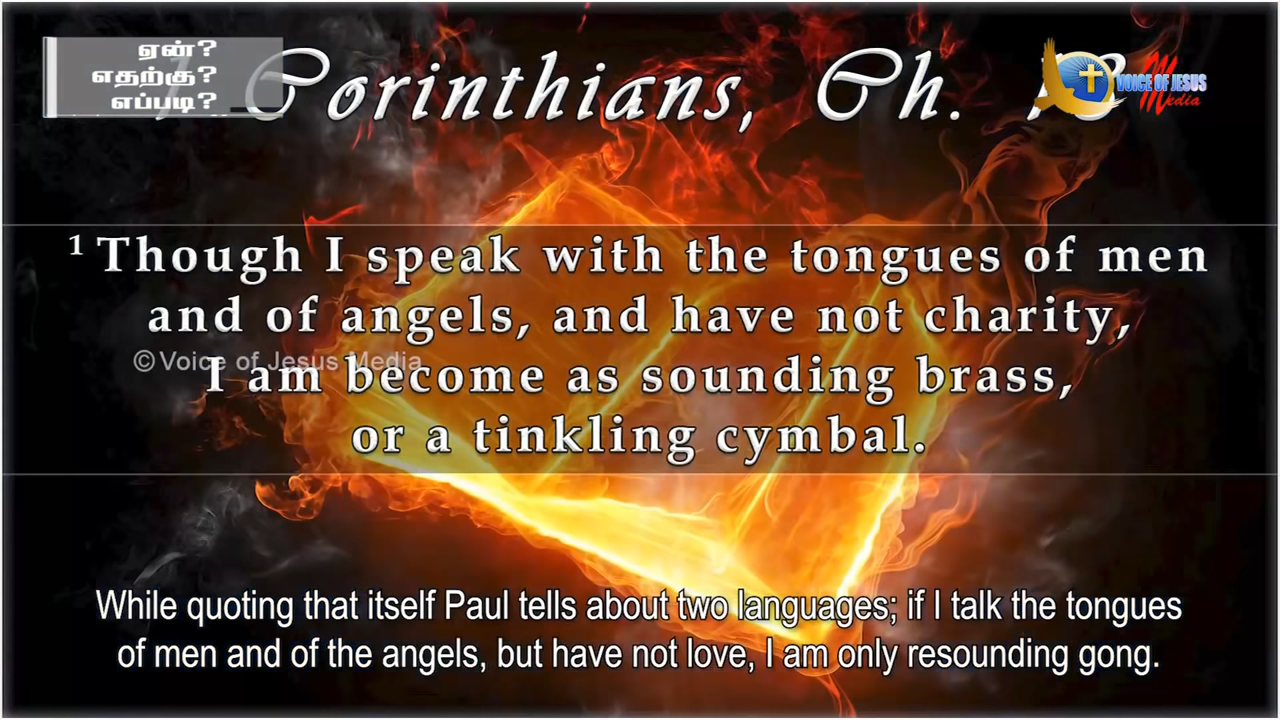 ஏன்?
எதற்கு?
எப்படி?
Corinthians, Ch.
VOICE OF JESUS
Media
1 Though I speak with the tongues of men
and of angels, and have not charity,
© Voice of Jesus Media
I am become as sounding brass,
or a tinkling cymbal.
While quoting that itself Paul tells about two languages; if I talk the tongues
of men and of the angels, but have not love, I am only resounding gong.